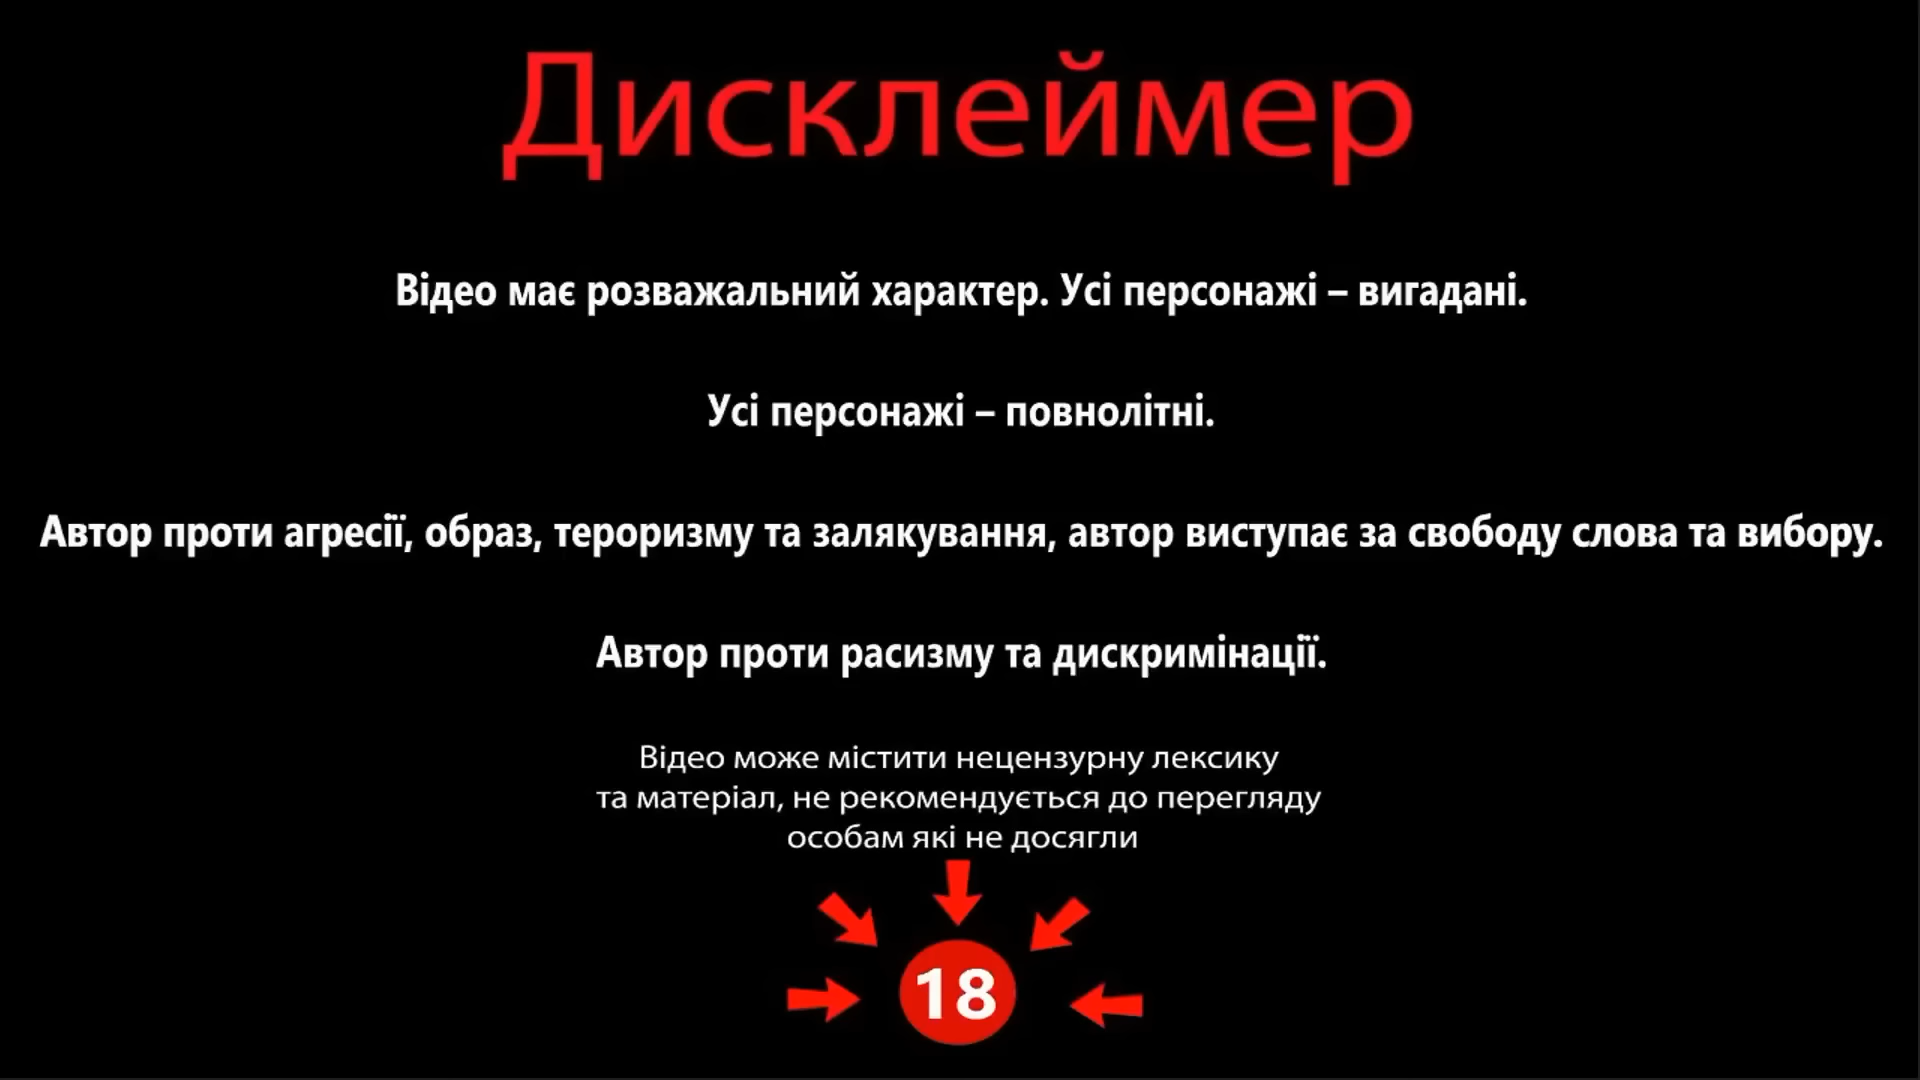 Дисклеймер
Відео має розважальний характер. Усі персонажі – вигадані.
Усі персонажі – повнолітні.
Автор проти агресії, образ, тероризму та залякування, автор виступає за свободу слова та вибору.
Автор проти расизму та дискримінації.
Відео може містити нецензурну лексику
та матеріал, не рекомендується до перегляду
особам які не досягли
18